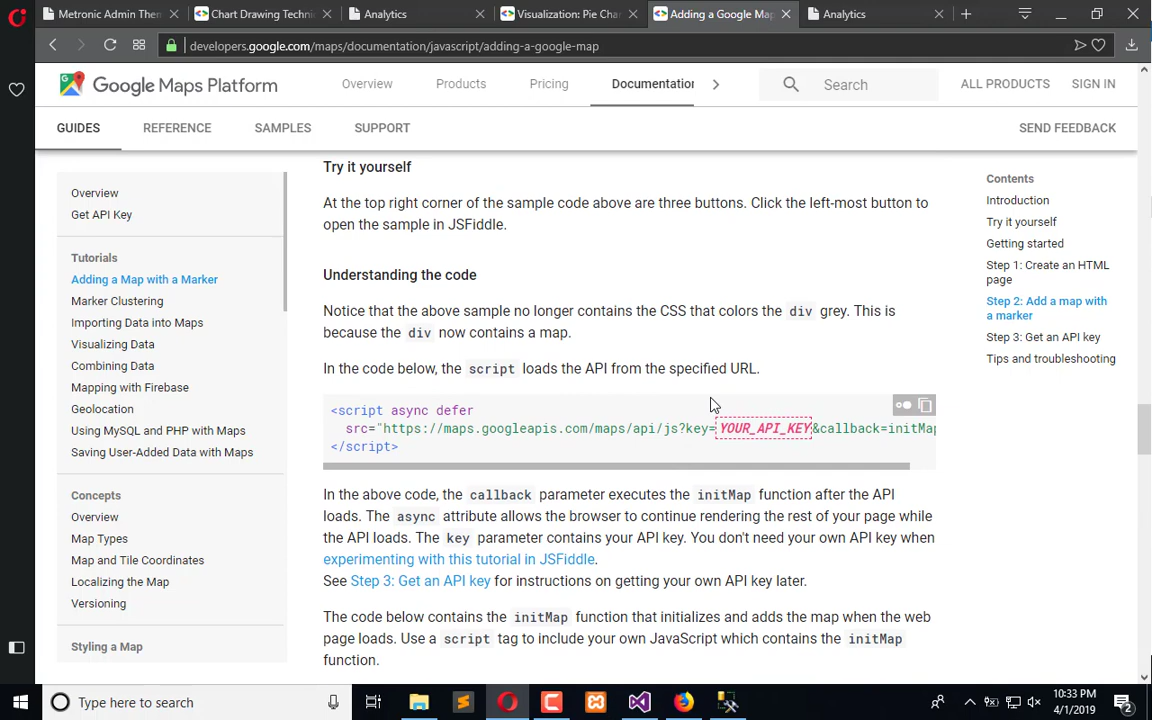 Metronic Admin Them
Chart Drawing Techni
Analytics
Visualization: Pie Char
Adding a Google Map
Analytics
developers.google.com/maps/documentation/javascript/adding-a-google-map
Google Maps Platform
Overview
Products
Pricing
Documentation
Search
ALL PRODUCTS
SIGN IN
GUIDES
REFERENCE
SAMPLES
SUPPORT
SEND FEEDBACK
Overview
Get API Key
Tutorials
Adding a Map with a Marker
Marker Clustering
Importing Data into Maps
Visualizing Data
Combining Data
Mapping with Firebase
Geolocation
Using MySQL and PHP with Maps
Saving User-Added Data with Maps
Concepts
Overview
Map Types
Map and Tile Coordinates
Localizing the Map
Versioning
Styling a Map
Try it yourself
At the top right corner of the sample code above are three buttons. Click the left-most button to
open the sample in JSFiddle.
Understanding the code
Notice that the above sample no longer contains the CSS that colors the div grey. This is
because the div now contains a map.
In the code below, the script loads the API from the specified URL.
<script async defer
src="https://maps.googleapis.com/maps/api/js?key=YOUR_API_KEY&callback=initMap
</script>
In the above code, the callback parameter executes the initMap function after the API
loads. The async attribute allows the browser to continue rendering the rest of your page while
the API loads. The key parameter contains your API key. You don't need your own API key when
experimenting with this tutorial in JSFiddle.
See Step 3: Get an API key for instructions on getting your own API key later.
The code below contains the initMap function that initializes and adds the map when the web
page loads. Use a script tag to include your own JavaScript which contains the initMap
function.
Contents
Introduction
Try it yourself
Getting started
Step 1: Create an HTML
page
Step 2: Add a map with
a marker
Step 3: Get an API key
Tips and troubleshooting
Type here to search
10:33 PM
4/1/2019
2